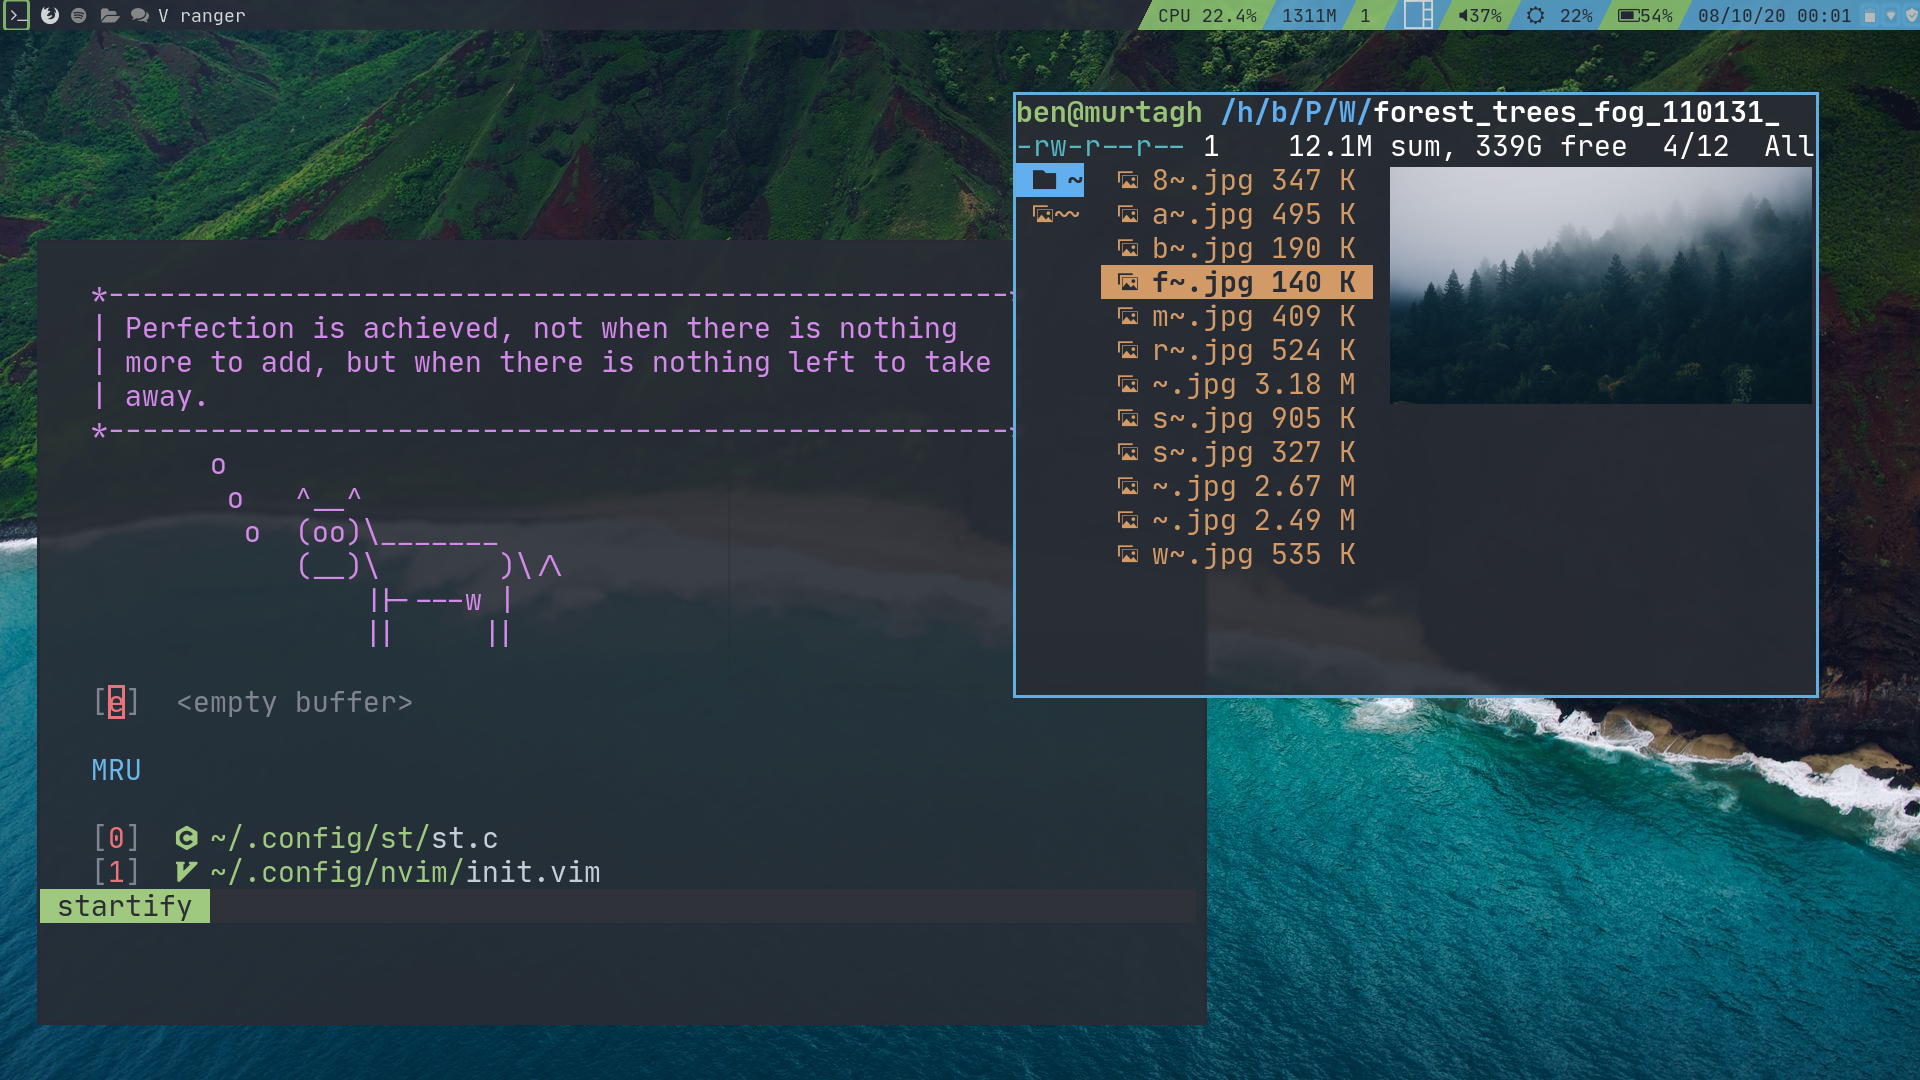 V ranger
CPU 22.4% 1311M 1 37% 22% 54% 08/10/20 00:01
ben@murtagh /h/b/P/W/forest_trees_fog_110131_
-rw-r--r-- 1 12.1M sum, 339G free 4/12 All
~ 8~.jpg 347 K
~~ a~.jpg 495 K
b~.jpg 190 K
f~.jpg 140 K
m~.jpg 409 K
r~.jpg 524 K
~.jpg 3.18 M
s~.jpg 905 K
s~.jpg 327 K
~.jpg 2.67 M
~.jpg 2.49 M
w~.jpg 535 K
*-----------------------------------------------------*
| Perfection is achieved, not when there is nothing
| more to add, but when there is nothing left to take
| away.
*-----------------------------------------------------*
       o
        o   ^__^
         o  (oo)\_______
            (__)\       )\/\
                ||----w |
                ||     ||
[e] <empty buffer>
MRU
[0] ~/.config/st/st.c
[1] ~/.config/nvim/init.vim
startify